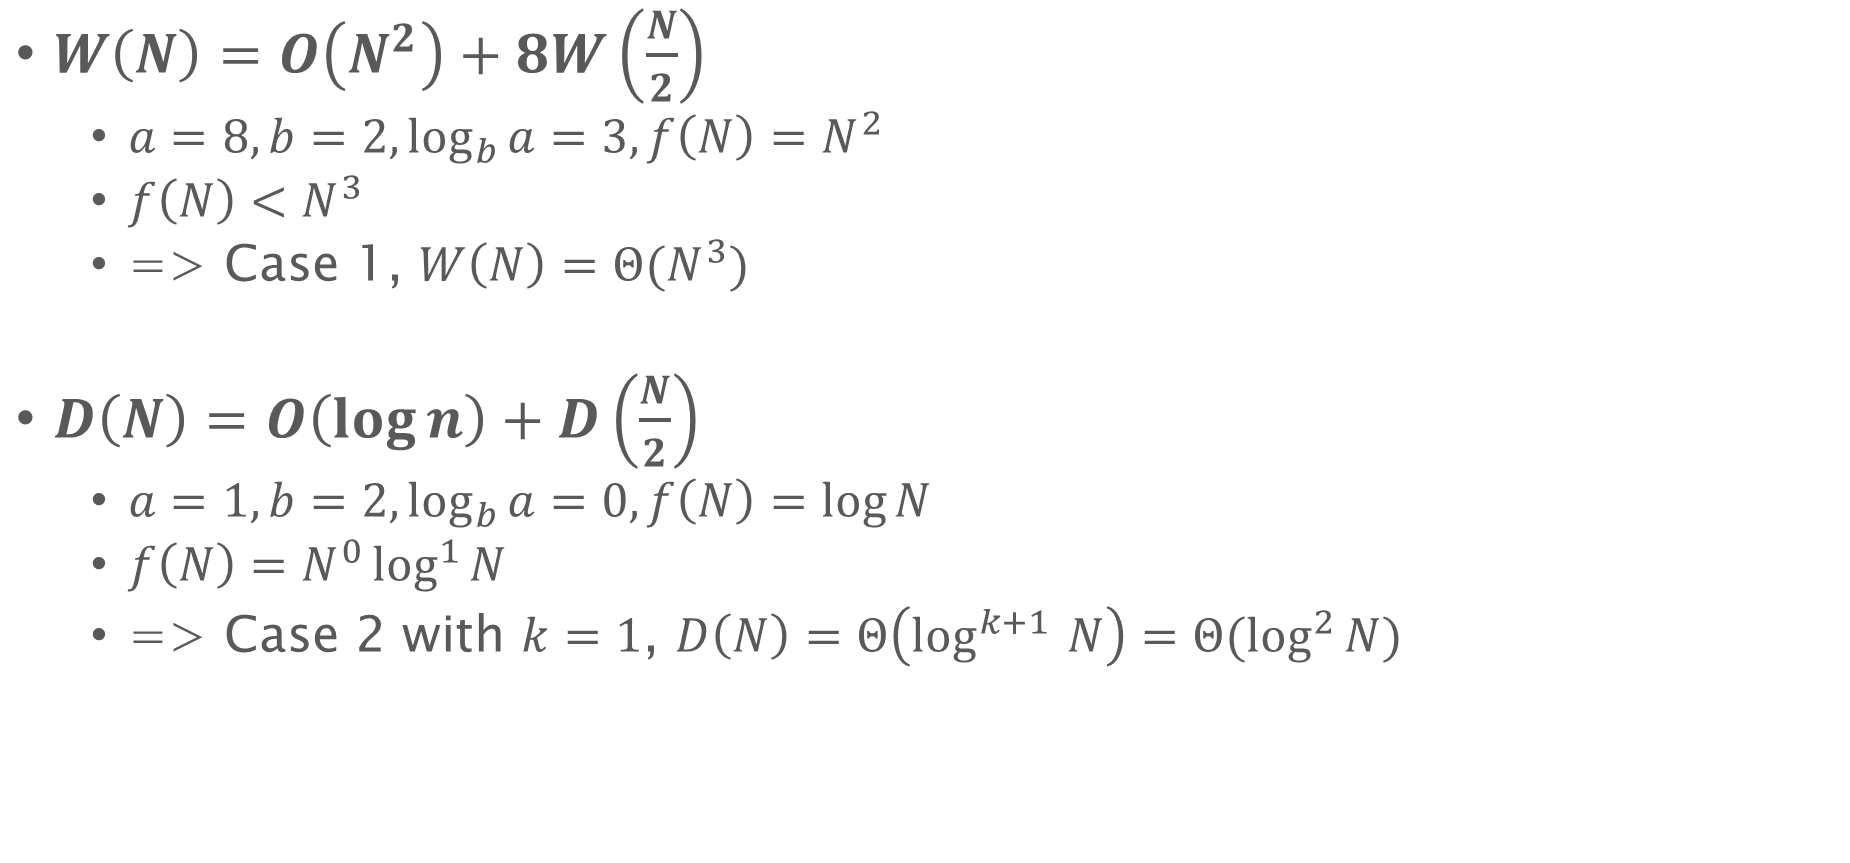 • W(N) = O(N²) + 8W(N/2)
• a = 8, b = 2, log_b a = 3, f(N) = N²
• f(N) < N³
• => Case 1, W(N) = Θ(N³)
• D(N) = O(log n) + D(N/2)
• a = 1, b = 2, log_b a = 0, f(N) = log N
• f(N) = N⁰ log¹ N
• => Case 2 with k = 1, D(N) = Θ(log^{k+1} N) = Θ(log² N)